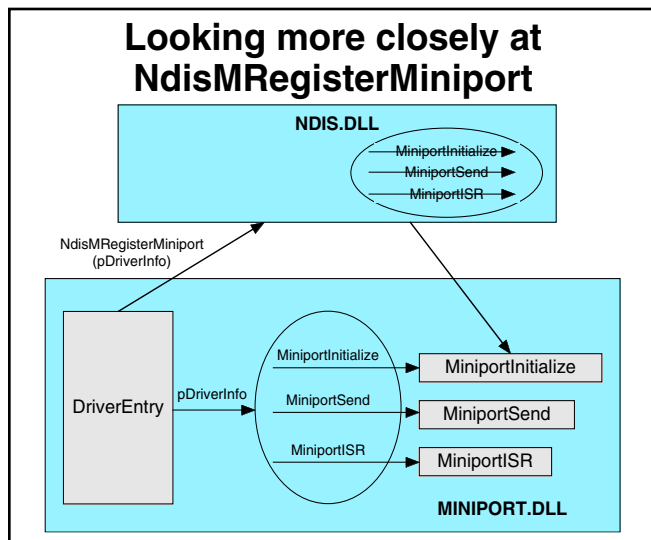 Looking more closely at
NdisMRegisterMiniport
NDIS.DLL
MiniportInitialize
MiniportSend
MiniportISR
NdisMRegisterMiniport
(pDriverInfo)
DriverEntry
pDriverInfo
MiniportInitialize
MiniportSend
MiniportISR
MiniportInitialize
MiniportSend
MiniportISR
MINIPORT.DLL